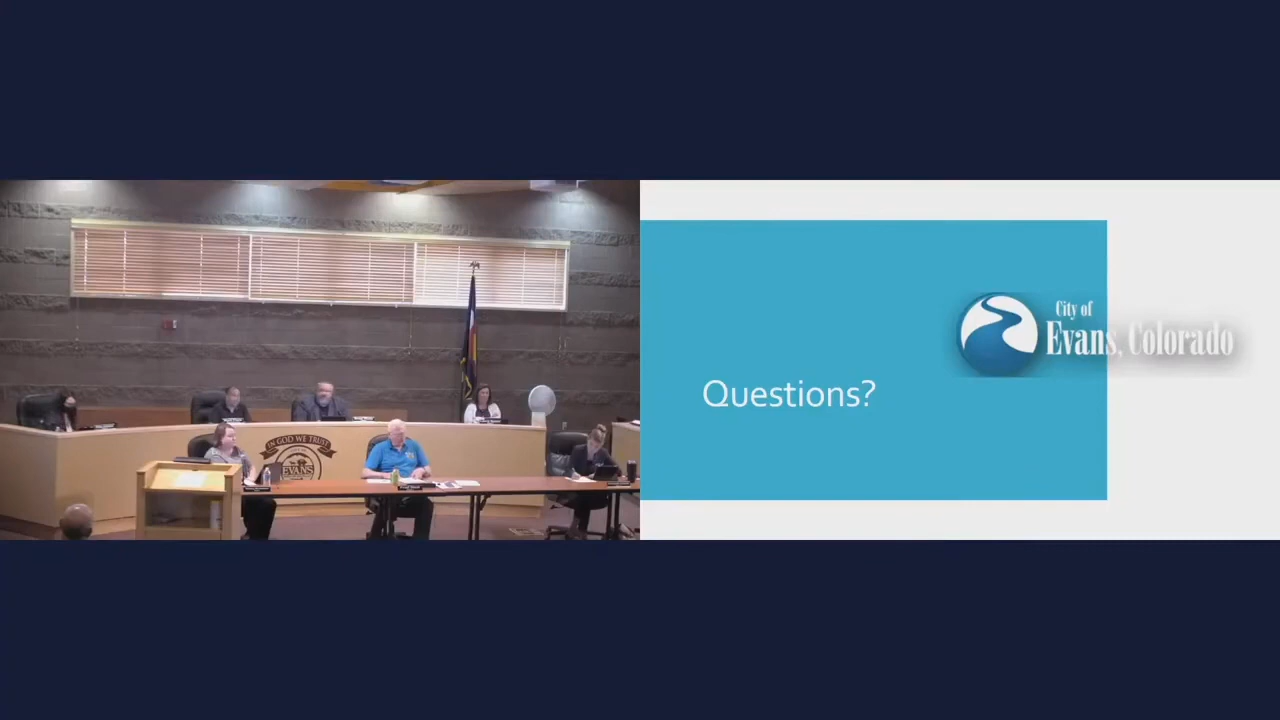 IN GOD WE TRUST
EVANS
Questions?
City of
Evans, Colorado